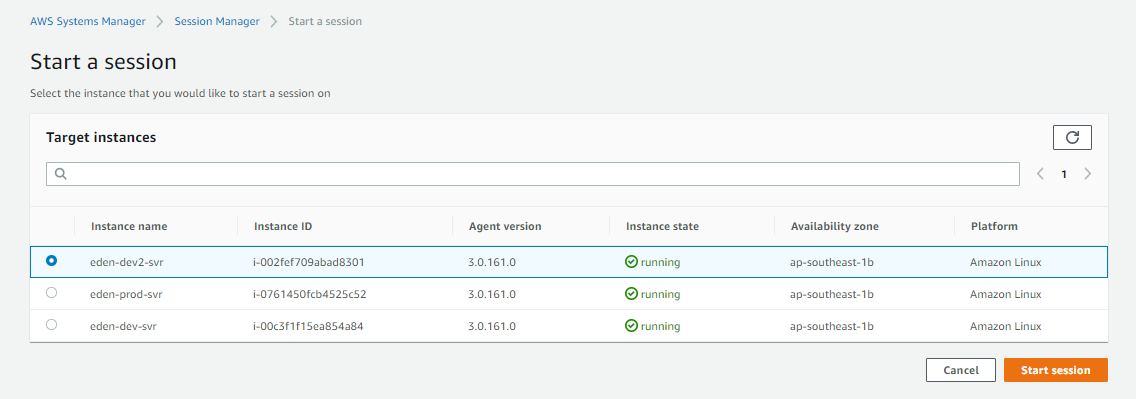 AWS Systems Manager > Session Manager > Start a session
Start a session
Select the instance that you would like to start a session on
Target instances
1
Instance name Instance ID Agent version Instance state Availability zone Platform
eden-dev2-svr i-002fef709abad8301 3.0.161.0 running ap-southeast-1b Amazon Linux
eden-prod-svr i-0761450fcb4525c52 3.0.161.0 running ap-southeast-1b Amazon Linux
eden-dev-svr i-00c3f1f15ea854a84 3.0.161.0 running ap-southeast-1b Amazon Linux
Cancel Start session